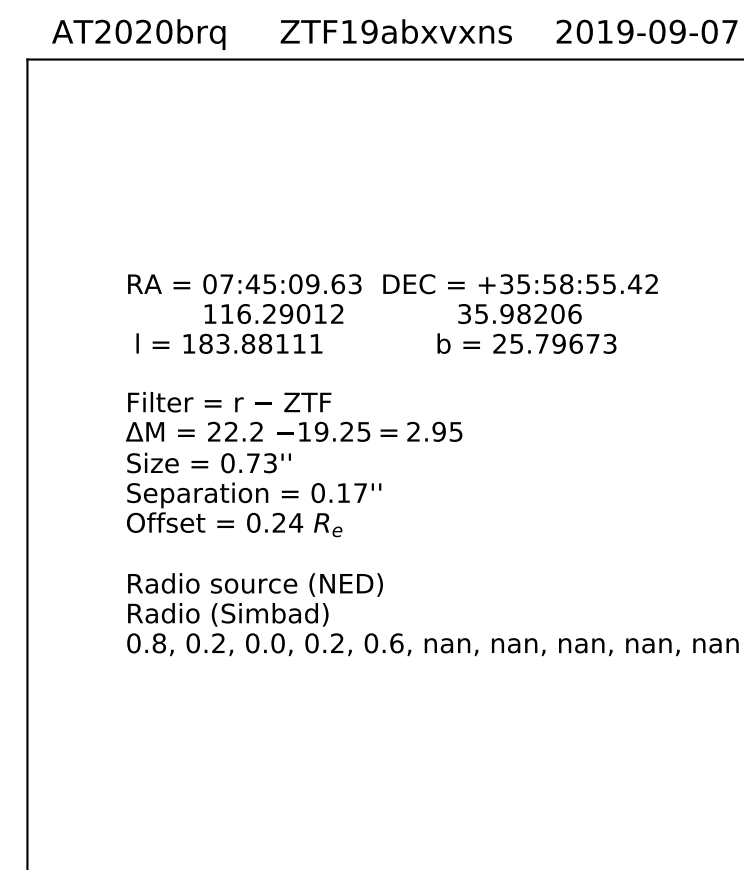 AT2020brq ZTF19abxvxns 2019-09-07
RA = 07:45:09.63 DEC = +35:58:55.42
116.29012 35.98206
l = 183.88111 b = 25.79673
Filter = r − ZTF
ΔM = 22.2 −19.25 = 2.95
Size = 0.73''
Separation = 0.17''
Offset = 0.24 Rₑ
Radio source (NED)
Radio (Simbad)
0.8, 0.2, 0.0, 0.2, 0.6, nan, nan, nan, nan, nan